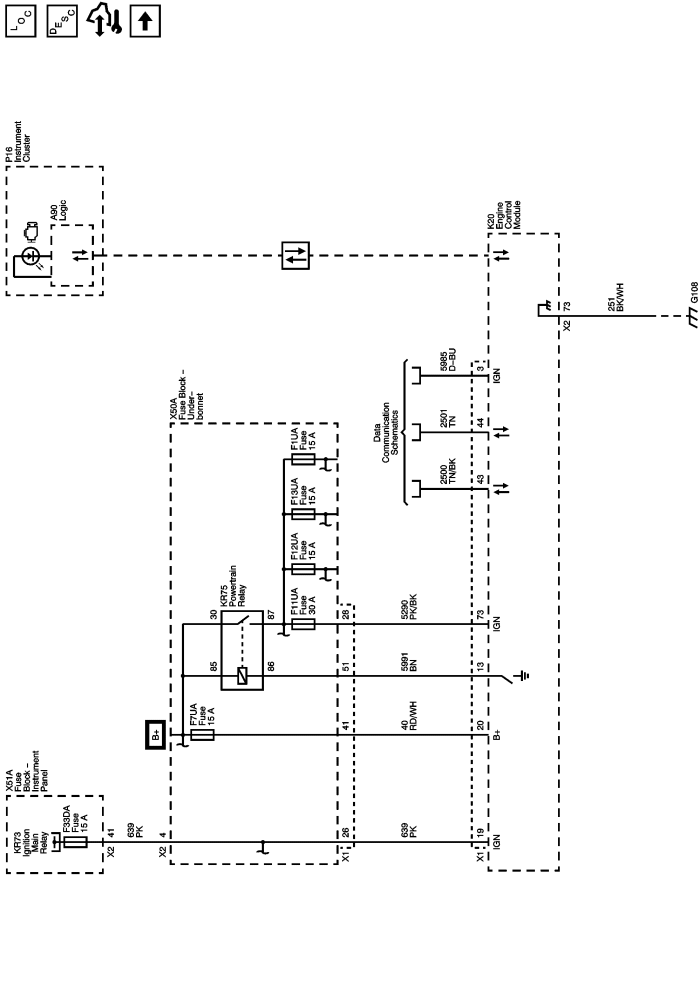 LOC
DESC
P16
Instrument
Cluster
A90
Logic
K20
Engine
Control
Module
73
X2
251
BK/WH
G108
X50A
Fuse Block –
Under–
bonnet
F1UA
Fuse
15 A
F13UA
Fuse
15 A
F12UA
Fuse
15 A
F11UA
Fuse
30 A
KR75
Powertrain
Relay
30
87
85
86
B+
F7UA
Fuse
15 A
Data
Communication
Schematics
5985
D–BU
3
IGN
2501
TN
44
2500
TN/BK
43
28
5290
PK/BK
73
IGN
51
5991
BN
13
41
40
RD/WH
20
B+
X51A
Fuse
Block –
Instrument
Panel
KR73
Ignition
Main
Relay
F33DA
Fuse
15 A
41
X2
639
PK
4
X2
26
X1
639
PK
19
X1
IGN